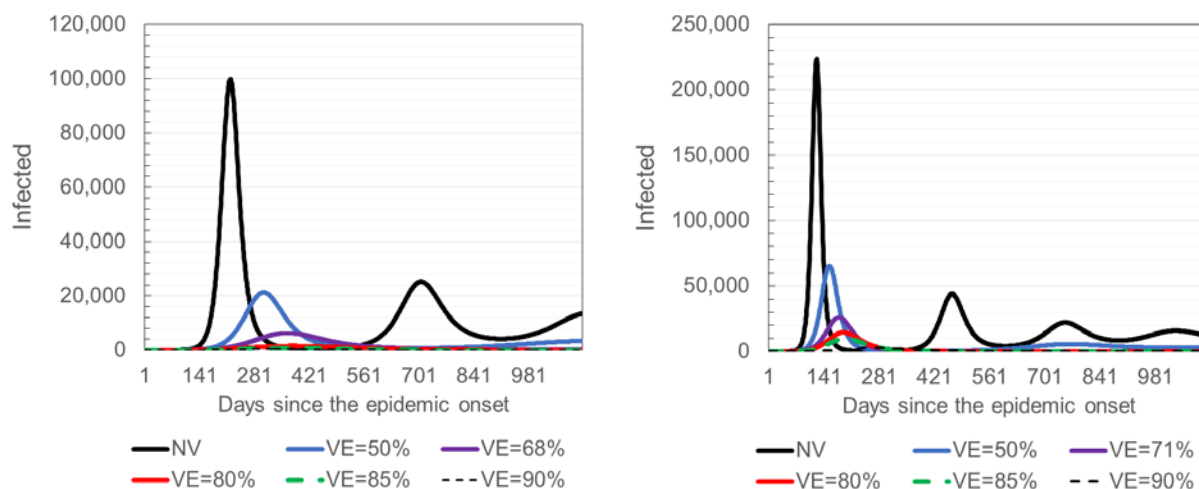 120,000
100,000
80,000
60,000
40,000
20,000
0
Infected
1 141 281 421 561 701 841 981
Days since the epidemic onset
NV VE=50% VE=68%
VE=80% VE=85% VE=90%
250,000
200,000
150,000
100,000
50,000
0
Infected
1 141 281 421 561 701 841 981
Days since the epidemic onset
NV VE=50% VE=71%
VE=80% VE=85% VE=90%